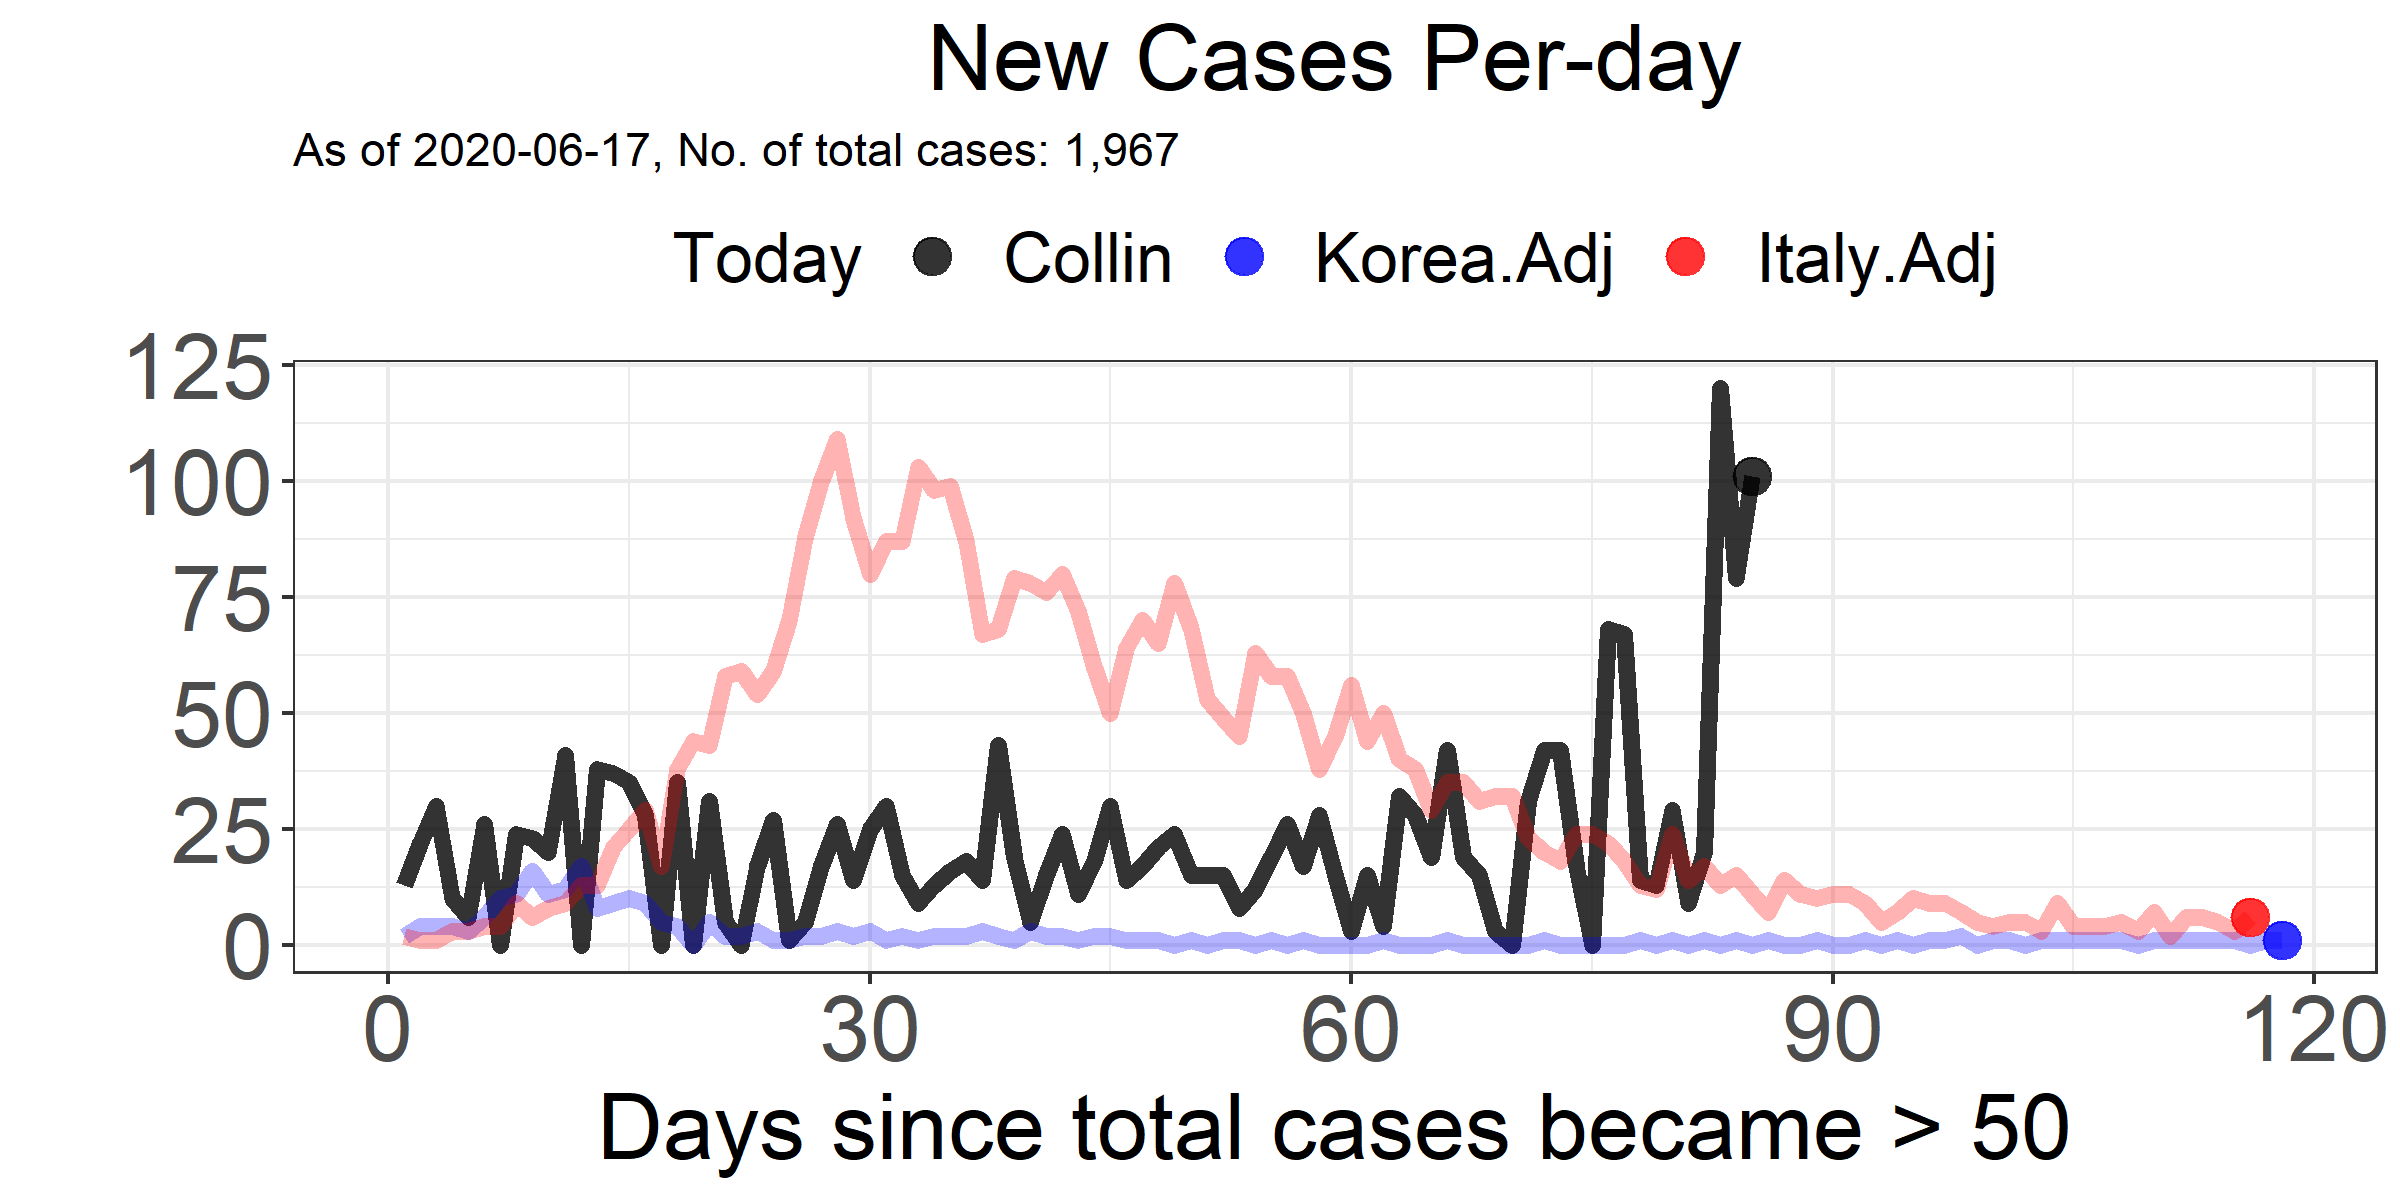 New Cases Per-day
As of 2020-06-17, No. of total cases: 1,967
Today Collin Korea.Adj Italy.Adj
125
100
75
50
25
0
0 30 60 90 120
Days since total cases became > 50